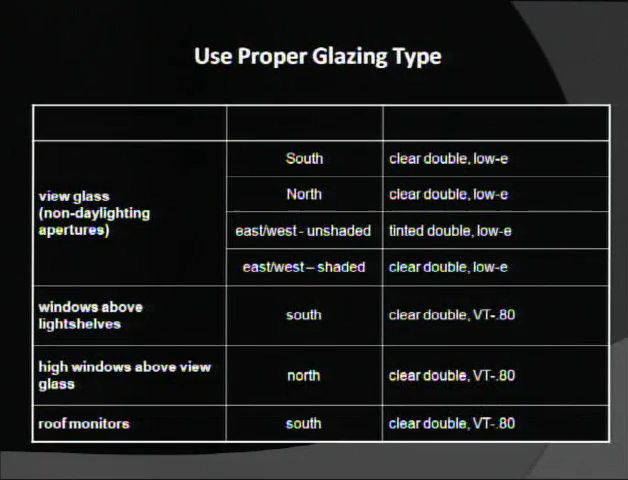 Use Proper Glazing Type
view glass
(non-daylighting
apertures)
South
clear double, low-e
North
clear double, low-e
east/west - unshaded
tinted double, low-e
east/west – shaded
clear double, low-e
windows above
lightshelves
south
clear double, VT-.80
high windows above view
glass
north
clear double, VT-.80
roof monitors
south
clear double, VT-.80